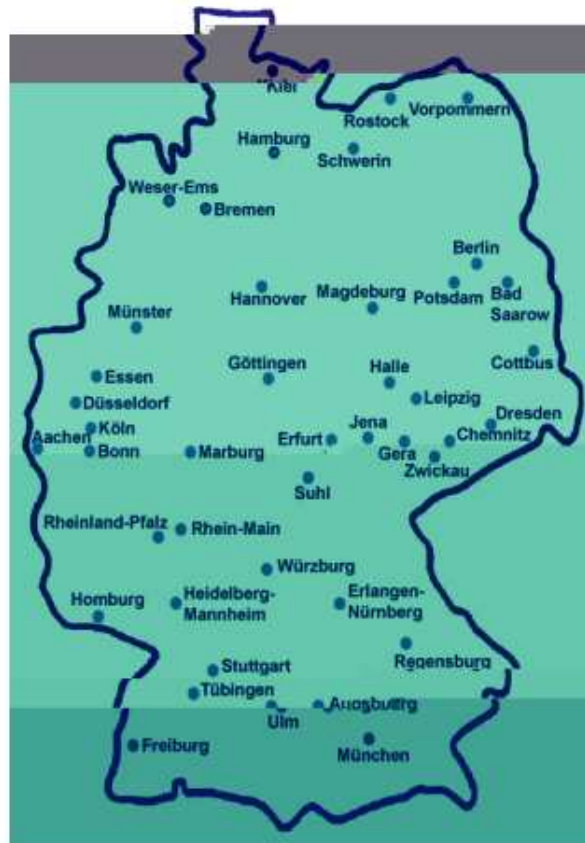 Kiel
Rostock
Vorpommern
Hamburg
Schwerin
Weser-Ems
Bremen
Berlin
Hannover
Magdeburg
Potsdam
Bad
Saarow
Münster
Cottbus
Essen
Göttingen
Halle
Düsseldorf
Leipzig
Dresden
Köln
Aachen
Bonn
Marburg
Erfurt
Jena
Gera
Chemnitz
Zwickau
Suhl
Rheinland-Pfalz
Rhein-Main
Würzburg
Homburg
Heidelberg-
Mannheim
Erlangen-
Nürnberg
Regensburg
Stuttgart
Tübingen
Ulm
Augsburg
Freiburg
München